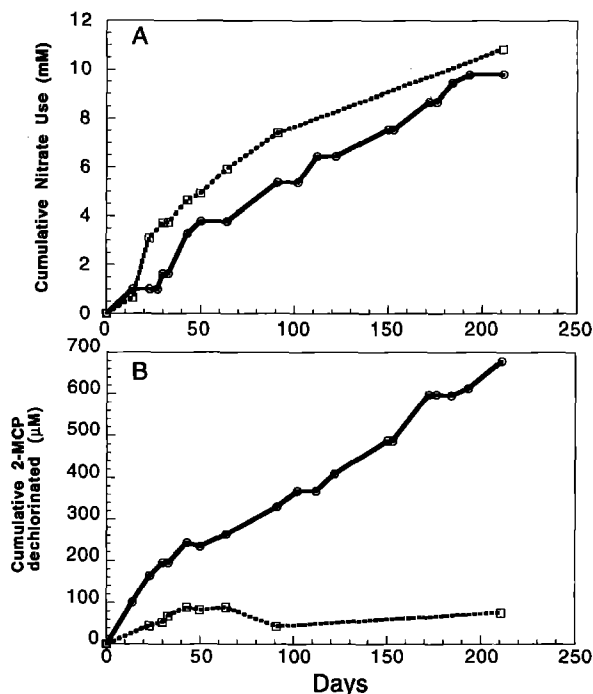 A
Cumulative Nitrate Use (mM)
12
10
8
6
4
2
0
0 50 100 150 200 250
B
Cumulative 2-MCP
dechlorinated (μM)
700
600
500
400
300
200
100
0
0 50 100 150 200 250
Days